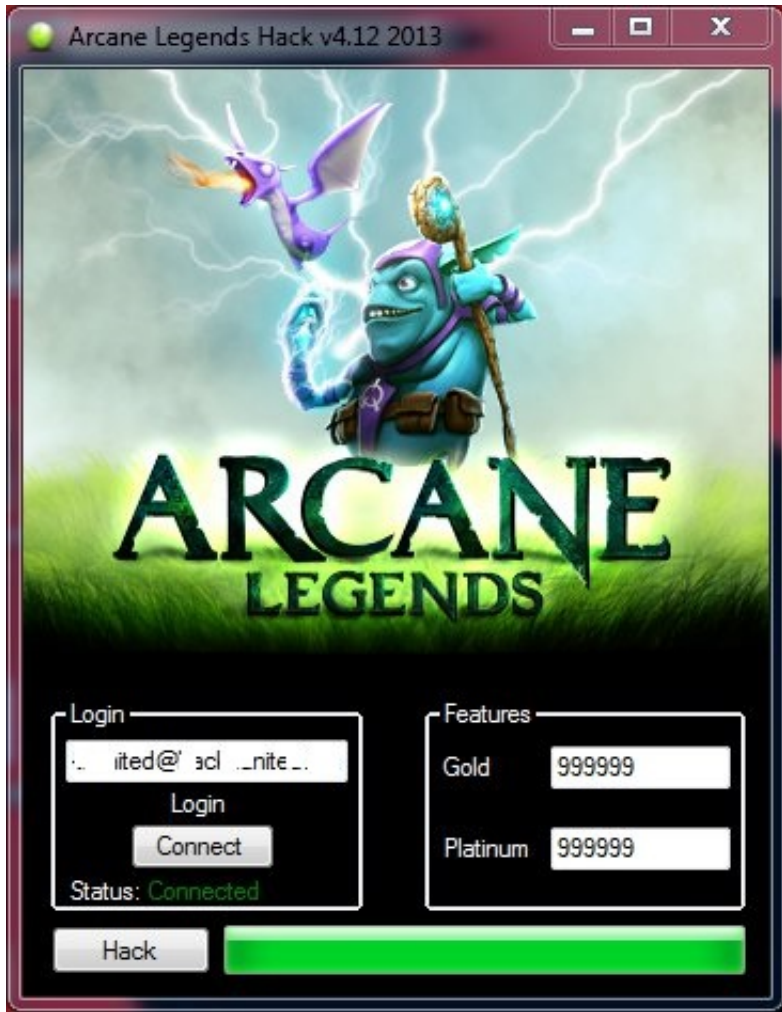 Arcane Legends Hack v4.12 2013
ARCANE
LEGENDS
Login
Login
Connect
Status: Connected
Features
Gold 999999
Platinum 999999
Hack